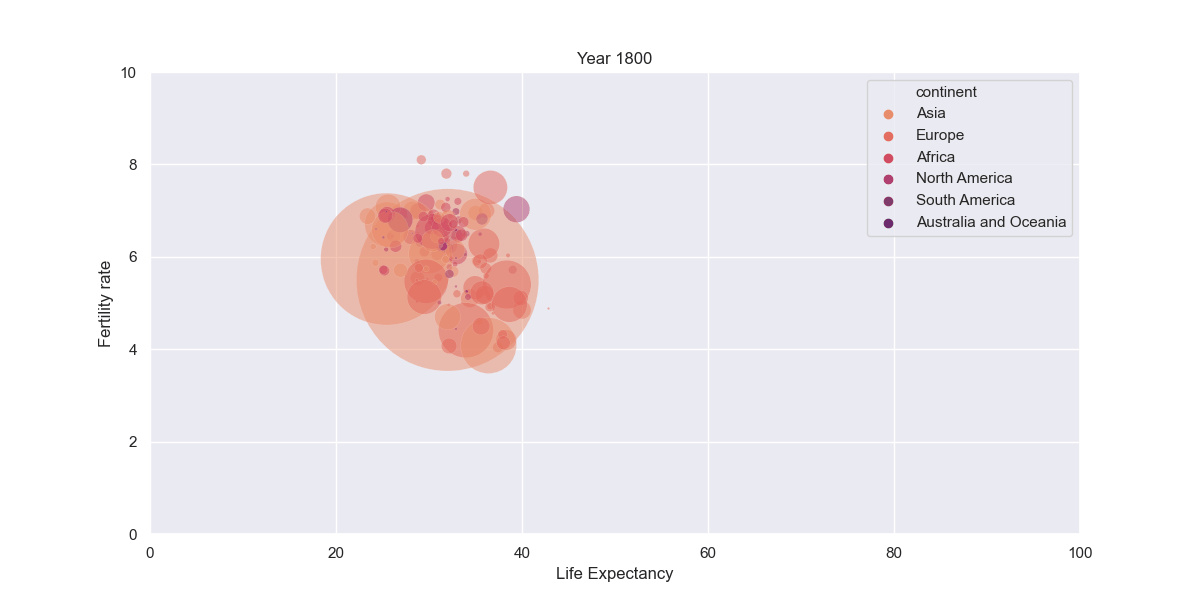 Year 1800
10
8
6
4
2
0
Fertility rate
0 20 40 60 80 100
Life Expectancy
continent
Asia
Europe
Africa
North America
South America
Australia and Oceania